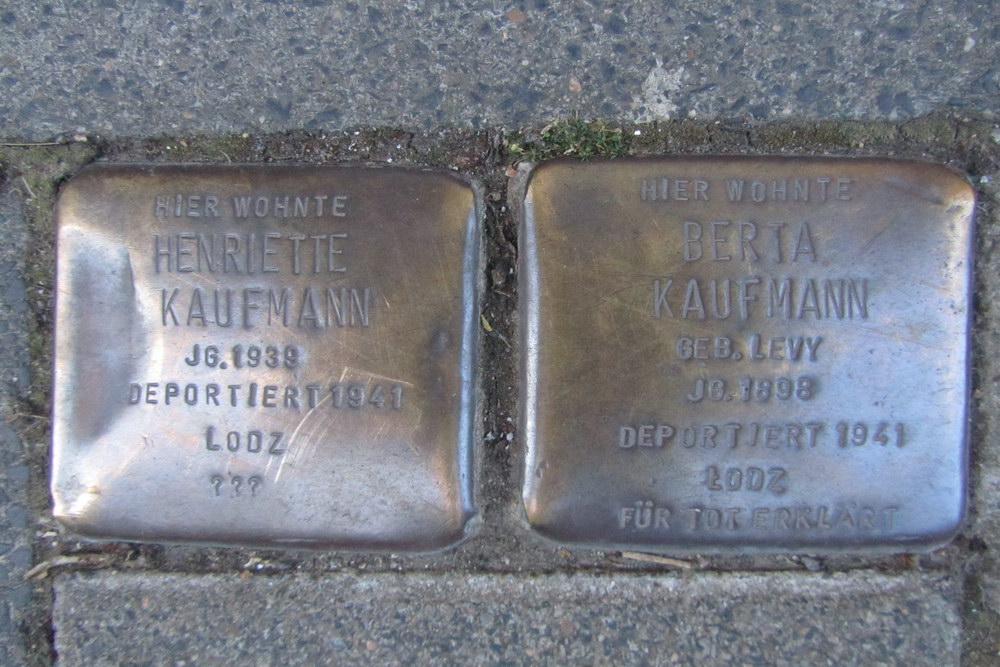 HIER WOHNTE
HENRIETTE
KAUFMANN
JG. 1939
DEPORTIERT 1941
LODZ
???
HIER WOHNTE
BERTA
KAUFMANN
GEB. LEVY
JG. 1898
DEPORTIERT 1941
ŁODZ
FÜR TOT ERKLÄRT